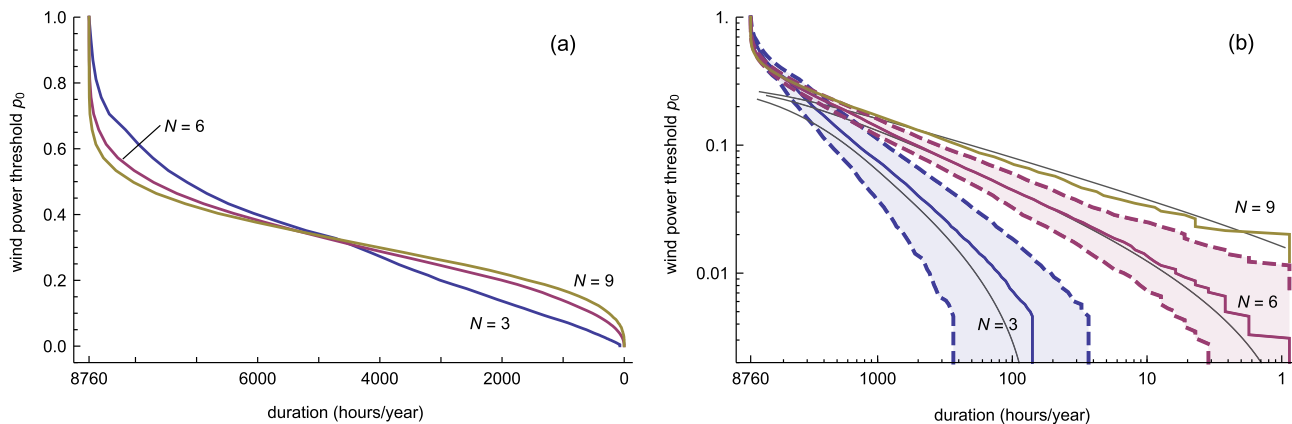 (a)
wind power threshold p₀
1.0
0.8
0.6
0.4
0.2
0.0
N = 6
N = 9
N = 3
8760 6000 4000 2000 0
duration (hours/year)
(b)
wind power threshold p₀
1.
0.1
0.01
N = 9
N = 6
N = 3
8760 1000 100 10 1
duration (hours/year)